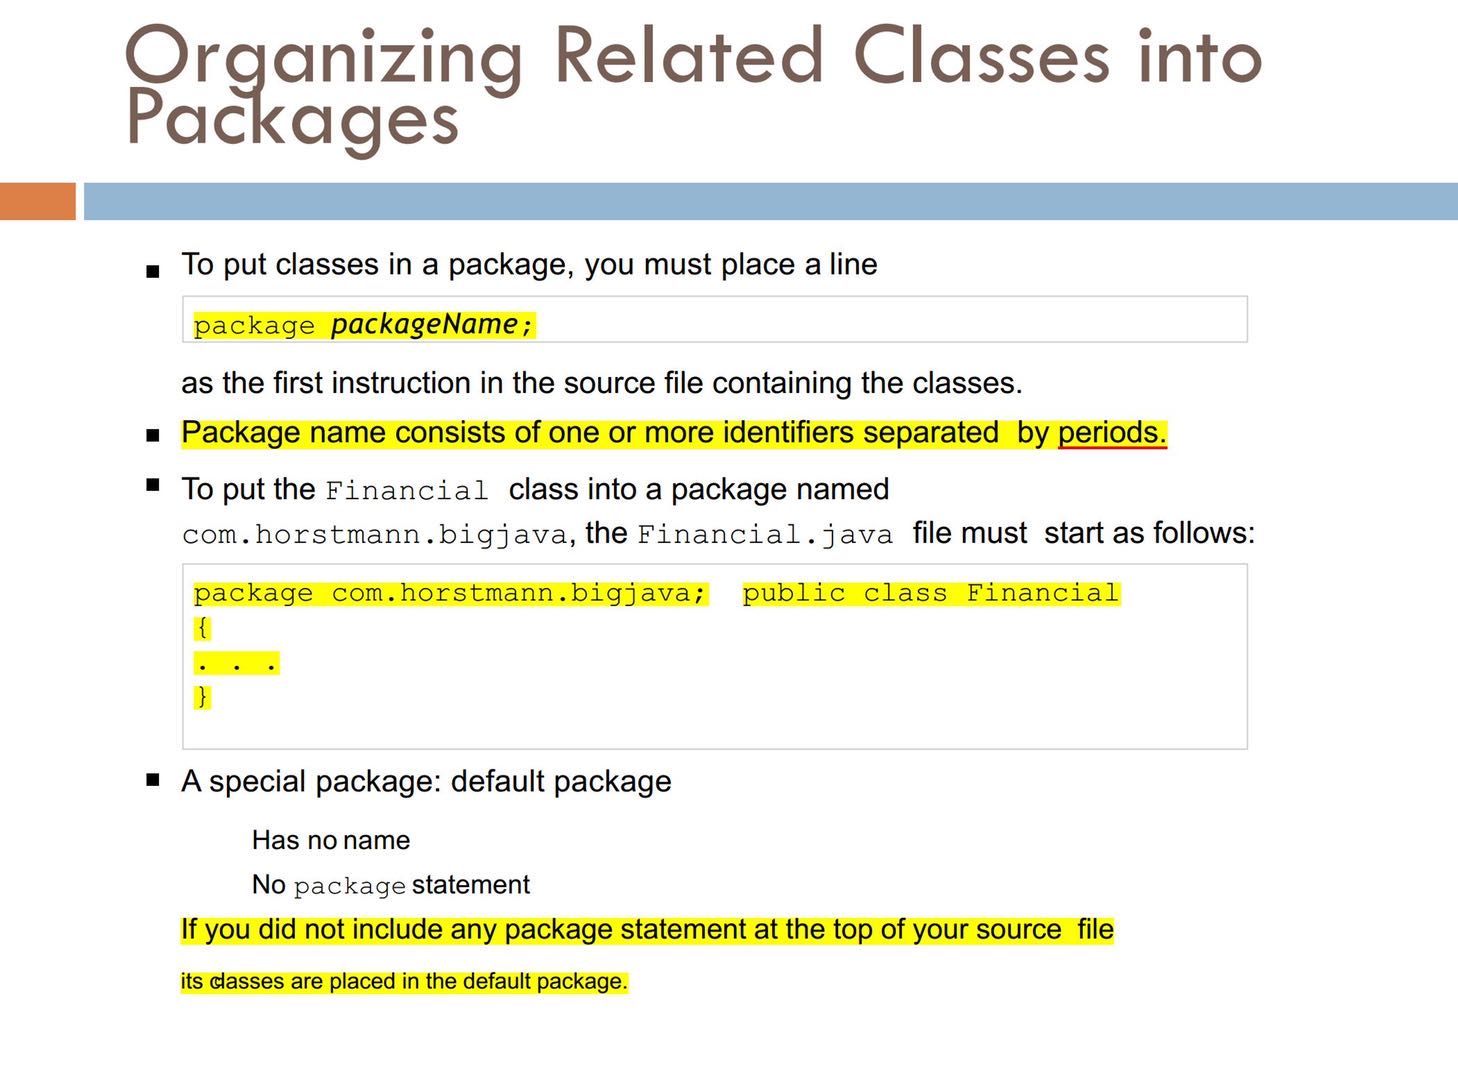 Organizing Related Classes into
Packages
To put classes in a package, you must place a line
package packageName;
as the first instruction in the source file containing the classes.
Package name consists of one or more identifiers separated by periods.
To put the Financial class into a package named
com.horstmann.bigjava, the Financial.java file must start as follows:
package com.horstmann.bigjava; public class Financial
{
. . .
}
A special package: default package
Has no name
No package statement
If you did not include any package statement at the top of your source file
its classes are placed in the default package.